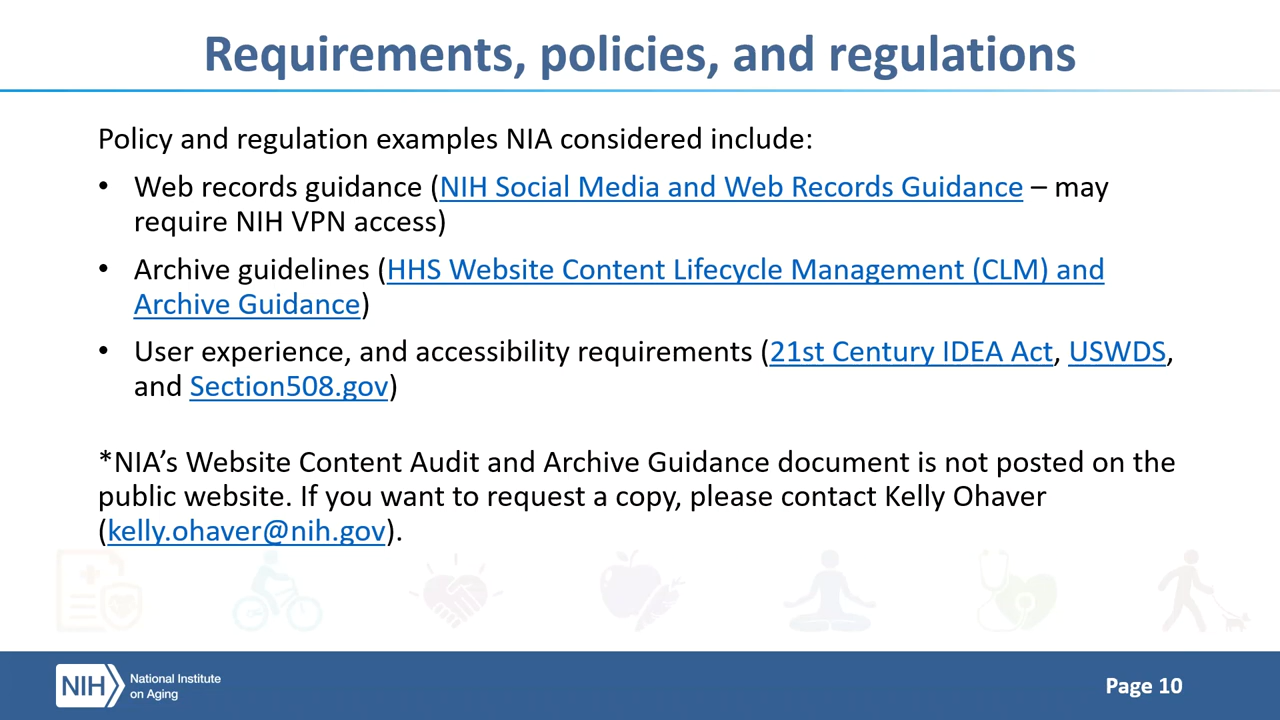 Requirements, policies, and regulations
Policy and regulation examples NIA considered include:
• Web records guidance (NIH Social Media and Web Records Guidance – may
require NIH VPN access)
• Archive guidelines (HHS Website Content Lifecycle Management (CLM) and
Archive Guidance)
• User experience, and accessibility requirements (21st Century IDEA Act, USWDS,
and Section508.gov)
*NIA’s Website Content Audit and Archive Guidance document is not posted on the
public website. If you want to request a copy, please contact Kelly Ohaver
(kelly.ohaver@nih.gov).
NIH
National Institute
on Aging
Page 10